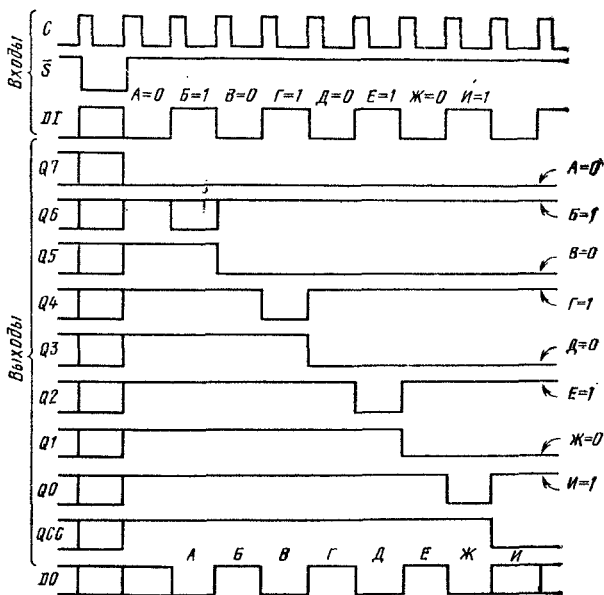 Входы
C
S̅
DI
А=0 Б=1 В=0 Г=1 Д=0 Е=1 Ж=0 И=1
Выходы
Q7
А=0
Q6
Б=1
Q5
В=0
Q4
Г=1
Q3
Д=0
Q2
Е=1
Q1
Ж=0
Q0
И=1
QCC
А Б В Г Д Е Ж И
DO